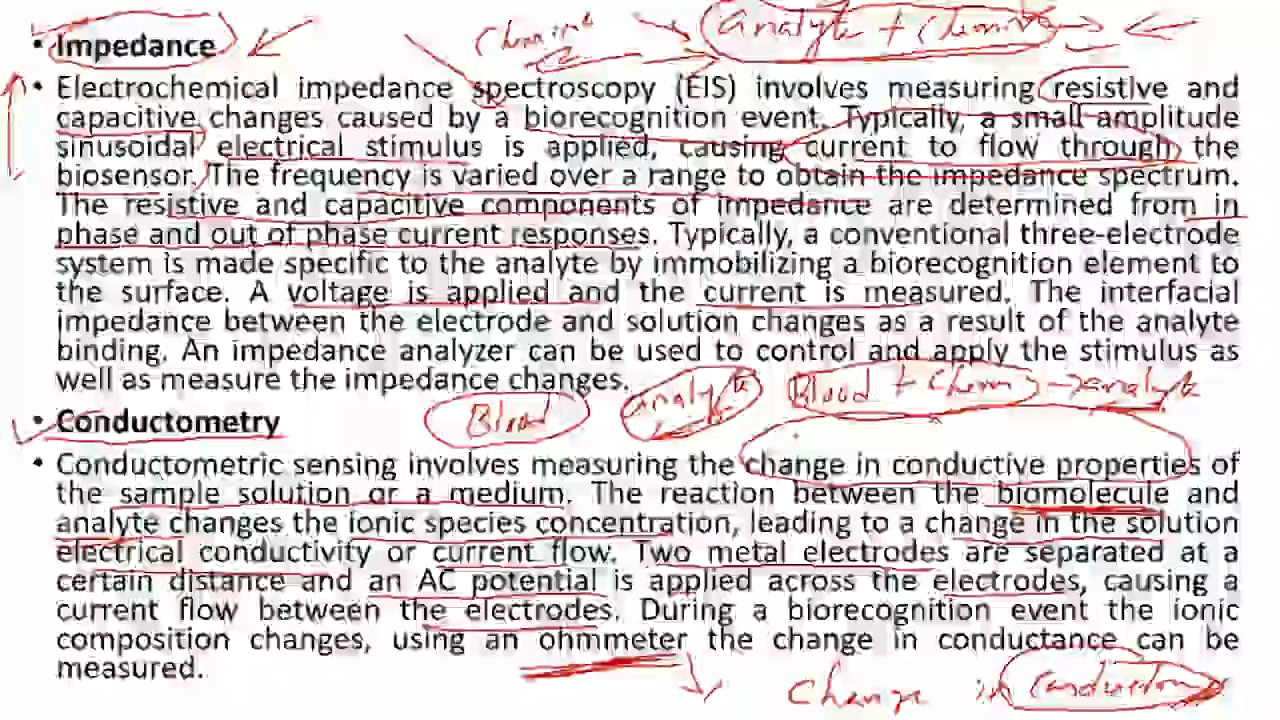 analyte + Chemi
• Impedance
• Electrochemical impedance spectroscopy (EIS) involves measuring resistive and
capacitive changes caused by a biorecognition event. Typically, a small amplitude
sinusoidal electrical stimulus is applied, causing current to flow through the
biosensor. The frequency is varied over a range to obtain the impedance spectrum.
The resistive and capacitive components of impedance are determined from in
phase and out of phase current responses. Typically, a conventional three-electrode
system is made specific to the analyte by immobilizing a biorecognition element to
the surface. A voltage is applied and the current is measured. The interfacial
impedance between the electrode and solution changes as a result of the analyte
binding. An impedance analyzer can be used to control and apply the stimulus as
well as measure the impedance changes.
Blood analyte Blood + Chem → analyte
• Conductometry
• Conductometric sensing involves measuring the change in conductive properties of
the sample solution or a medium. The reaction between the biomolecule and
analyte changes the ionic species concentration, leading to a change in the solution
electrical conductivity or current flow. Two metal electrodes are separated at a
certain distance and an AC potential is applied across the electrodes, causing a
current flow between the electrodes. During a biorecognition event the ionic
composition changes, using an ohmmeter the change in conductance can be
measured.
Change in